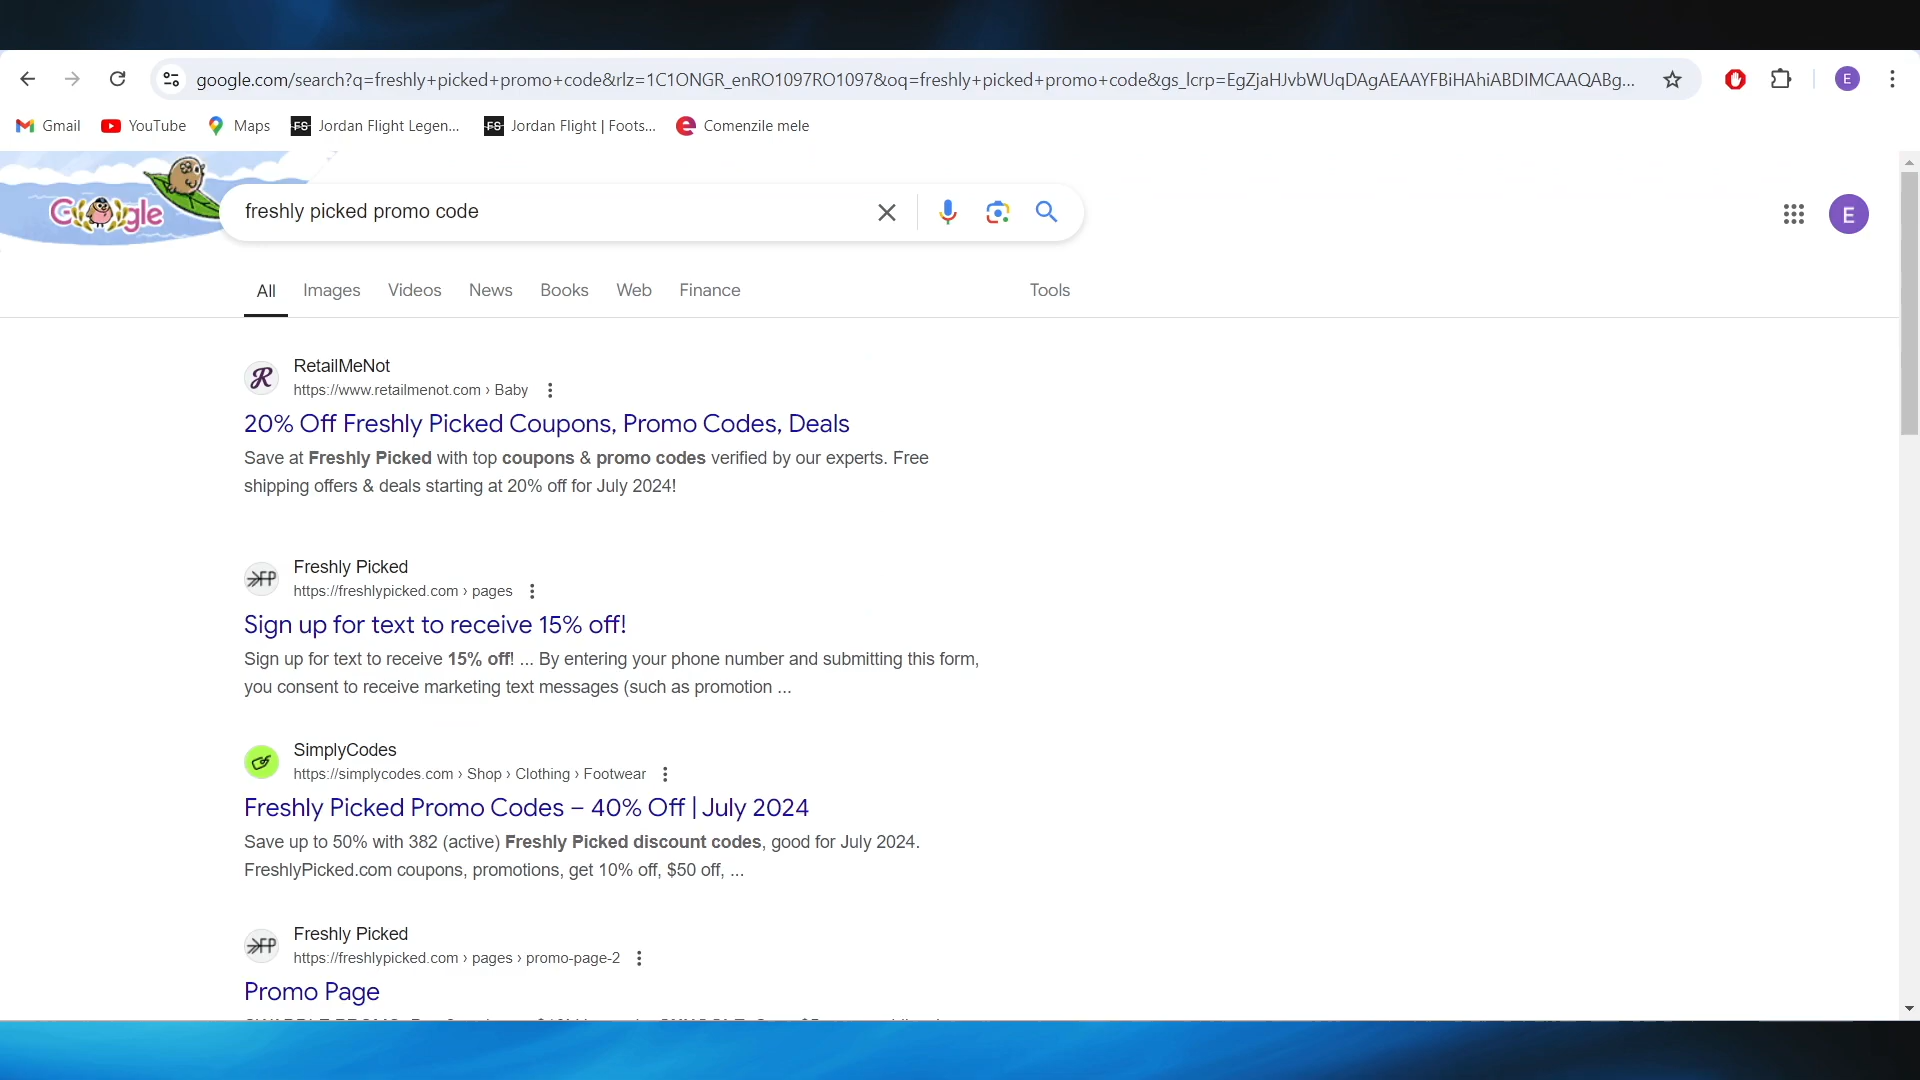 google.com/search?q=freshly+picked+promo+code&rlz=1C1ONGR_enRO1097RO1097&oq=freshly+picked+promo+code&gs_lcrp=EgZjaHJvbWUqDAgAEAAYFBiHAhiABDIMCAAQABg...
E
Gmail
YouTube
Maps
FS Jordan Flight Legen...
FS Jordan Flight | Foots...
e Comenzile mele
Google
freshly picked promo code
E
All Images Videos News Books Web Finance Tools
R
RetailMeNot
https://www.retailmenot.com › Baby
20% Off Freshly Picked Coupons, Promo Codes, Deals
Save at Freshly Picked with top coupons & promo codes verified by our experts. Free
shipping offers & deals starting at 20% off for July 2024!
FP
Freshly Picked
https://freshlypicked.com › pages
Sign up for text to receive 15% off!
Sign up for text to receive 15% off! ... By entering your phone number and submitting this form,
you consent to receive marketing text messages (such as promotion ...
SimplyCodes
https://simplycodes.com › Shop › Clothing › Footwear
Freshly Picked Promo Codes – 40% Off | July 2024
Save up to 50% with 382 (active) Freshly Picked discount codes, good for July 2024.
FreshlyPicked.com coupons, promotions, get 10% off, $50 off, ...
FP
Freshly Picked
https://freshlypicked.com › pages › promo-page-2
Promo Page